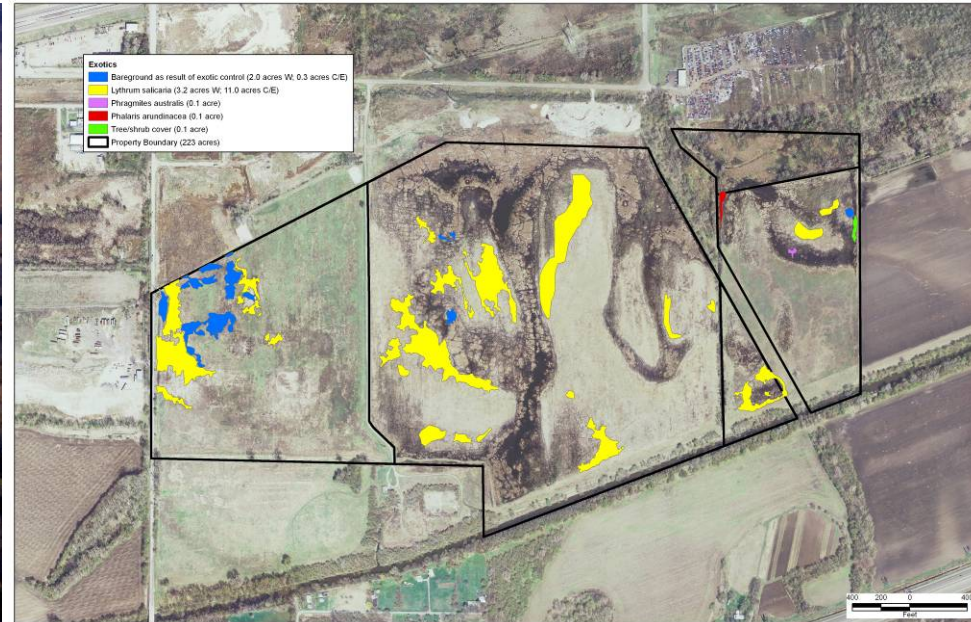 Exotics
Bareground as result of exotic control (2.0 acres W; 0.3 acres C/E)
Lythrum salicaria (3.2 acres W; 11.0 acres C/E)
Phragmiles australis (0.1 acre)
Phalaris arundinacea (0.1 acre)
Tree/shrub cover (0.1 acre)
Property Boundary (223 acres)
400 200 0 400
Feet